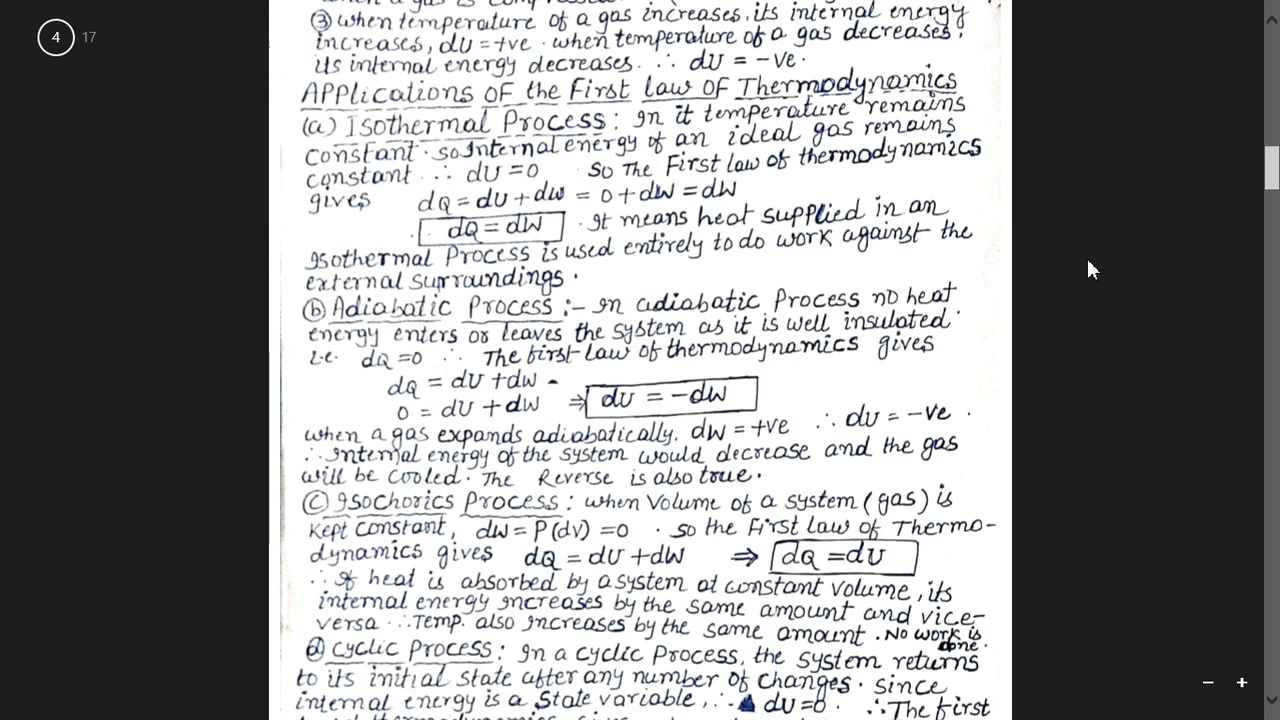 4 17
③ when temperature of a gas increases, its internal energy
increases, dU = +ve. when temperature of a gas decreases,
its internal energy decreases. ∴ dU = -ve.
Applications of the First law of Thermodynamics
(a) Isothermal Process: In it temperature remains
constant. so Internal energy of an ideal gas remains
constant ∴ dU = 0 So The First law of thermodynamics
gives dQ = dU + dW = 0 + dW = dW
dQ = dW . It means heat supplied in an
Isothermal Process is used entirely to do work against the
external surroundings.
ⓑ Adiabatic Process :- In adiabatic Process no heat
energy enters or leaves the system as it is well insulated.
i.e. dQ = 0 ∴ The first law of thermodynamics gives
dQ = dU + dW
0 = dU + dW ⇒ dU = -dW
when a gas expands adiabatically, dW = +ve ∴ dU = -ve .
∴ Internal energy of the system would decrease and the gas
will be cooled. The Reverse is also true.
ⓒ Isochorics Process: when Volume of a system (gas) is
kept constant, dW = P(dv) = 0 . so the First law of Thermo-
dynamics gives dQ = dU + dW ⇒ dQ = dU
∴ If heat is absorbed by a system at constant volume, its
internal energy increases by the same amount and vice-
versa ∴ Temp. also increases by the same amount. No work is
done.
ⓓ Cyclic Process: In a cyclic Process, the system returns
to its initial state after any number of changes. since
internal energy is a state variable, ∴ dU = 0. ∴ The first